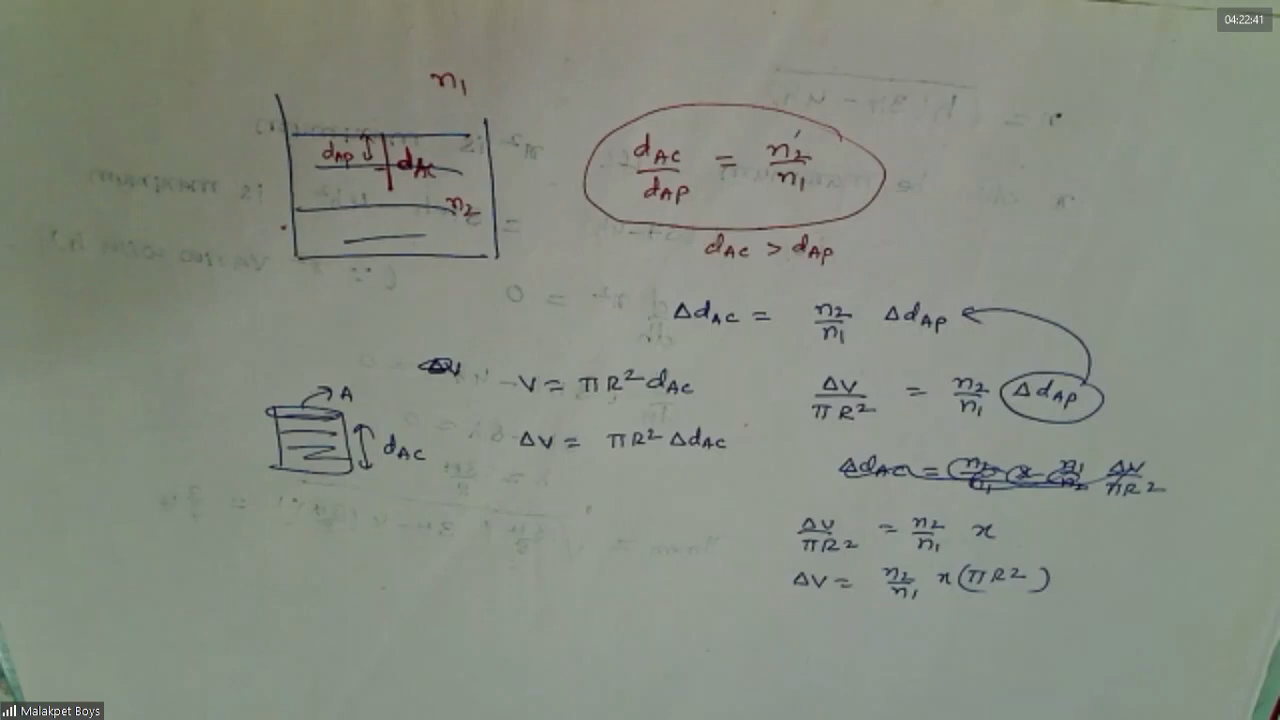 04:22:41
n₁
dAP dAC
n₂
dAC/dAP = n₂'/n₁
dAC > dAP
ΔdAC = n₂/n₁ ΔdAP
V = πR² dAC
ΔV/πR² = n₂/n₁ ΔdAP
A
dAC
ΔV = πR² ΔdAC
ΔV/πR² = n₂/n₁ x
ΔV = n₂/n₁ x(πR²)
Malakpet Boys